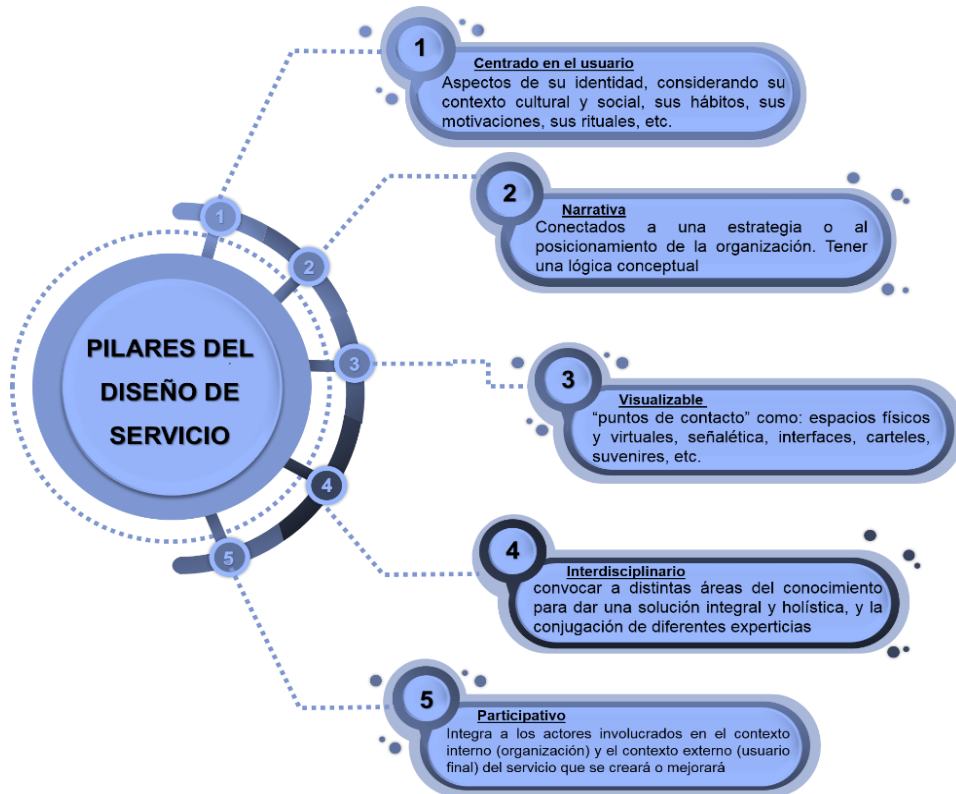 PILARES DEL
DISEÑO DE
SERVICIO
1
2
3
4
5
1
Centrado en el usuario
Aspectos de su identidad, considerando su
contexto cultural y social, sus hábitos, sus
motivaciones, sus rituales, etc.
2
Narrativa
Conectados a una estrategia o al
posicionamiento de la organización. Tener
una lógica conceptual
3
Visualizable
“puntos de contacto” como: espacios físicos
y virtuales, señalética, interfaces, carteles,
suvenires, etc.
4
Interdisciplinario
convocar a distintas áreas del conocimiento
para dar una solución integral y holística, y la
conjugación de diferentes experticias
5
Participativo
Integra a los actores involucrados en el contexto
interno (organización) y el contexto externo (usuario
final) del servicio que se creará o mejorará